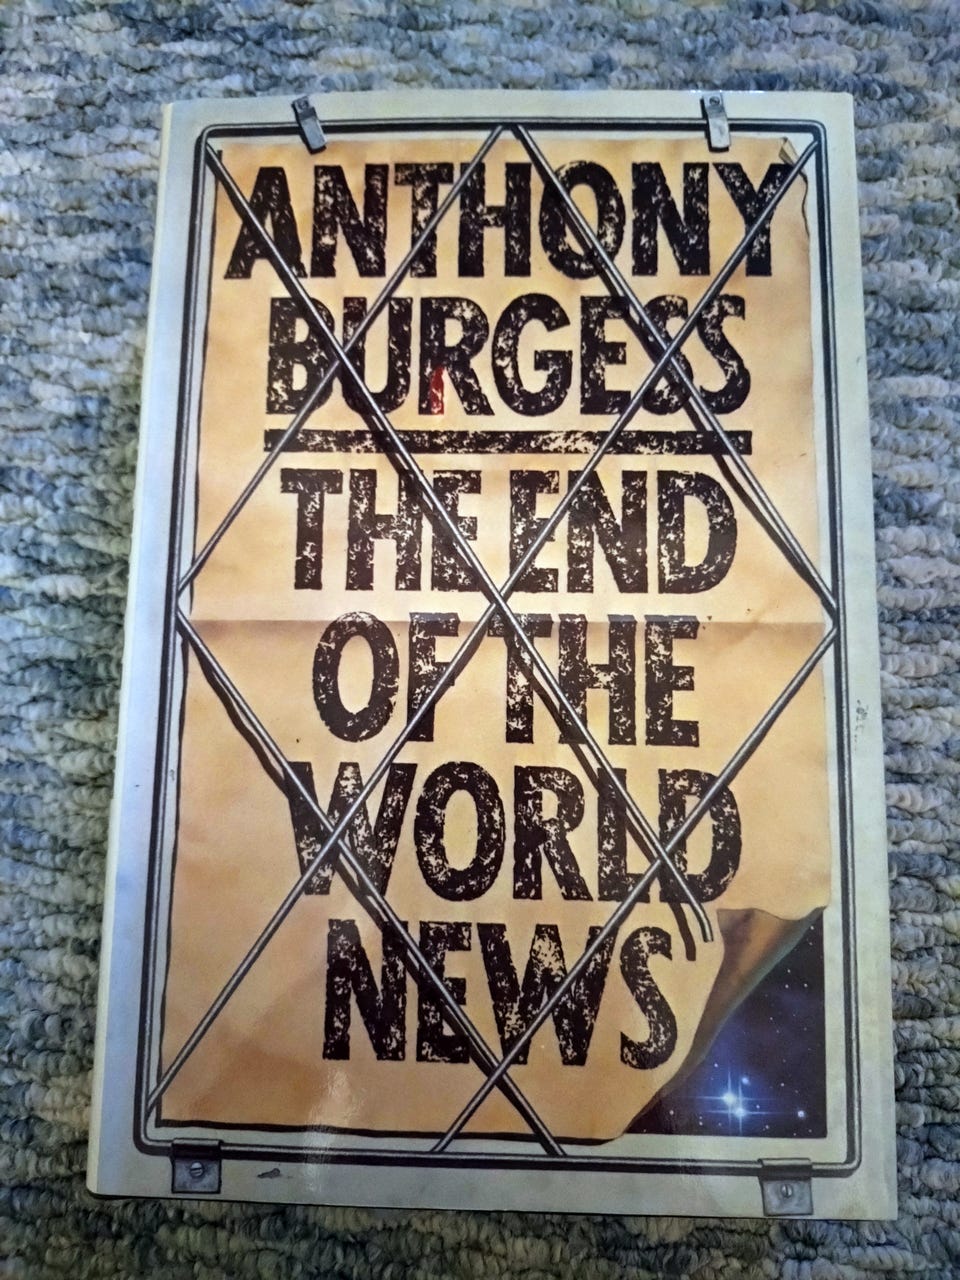 ANTHONY
BURGESS
THE END
OF THE
WORLD
NEWS